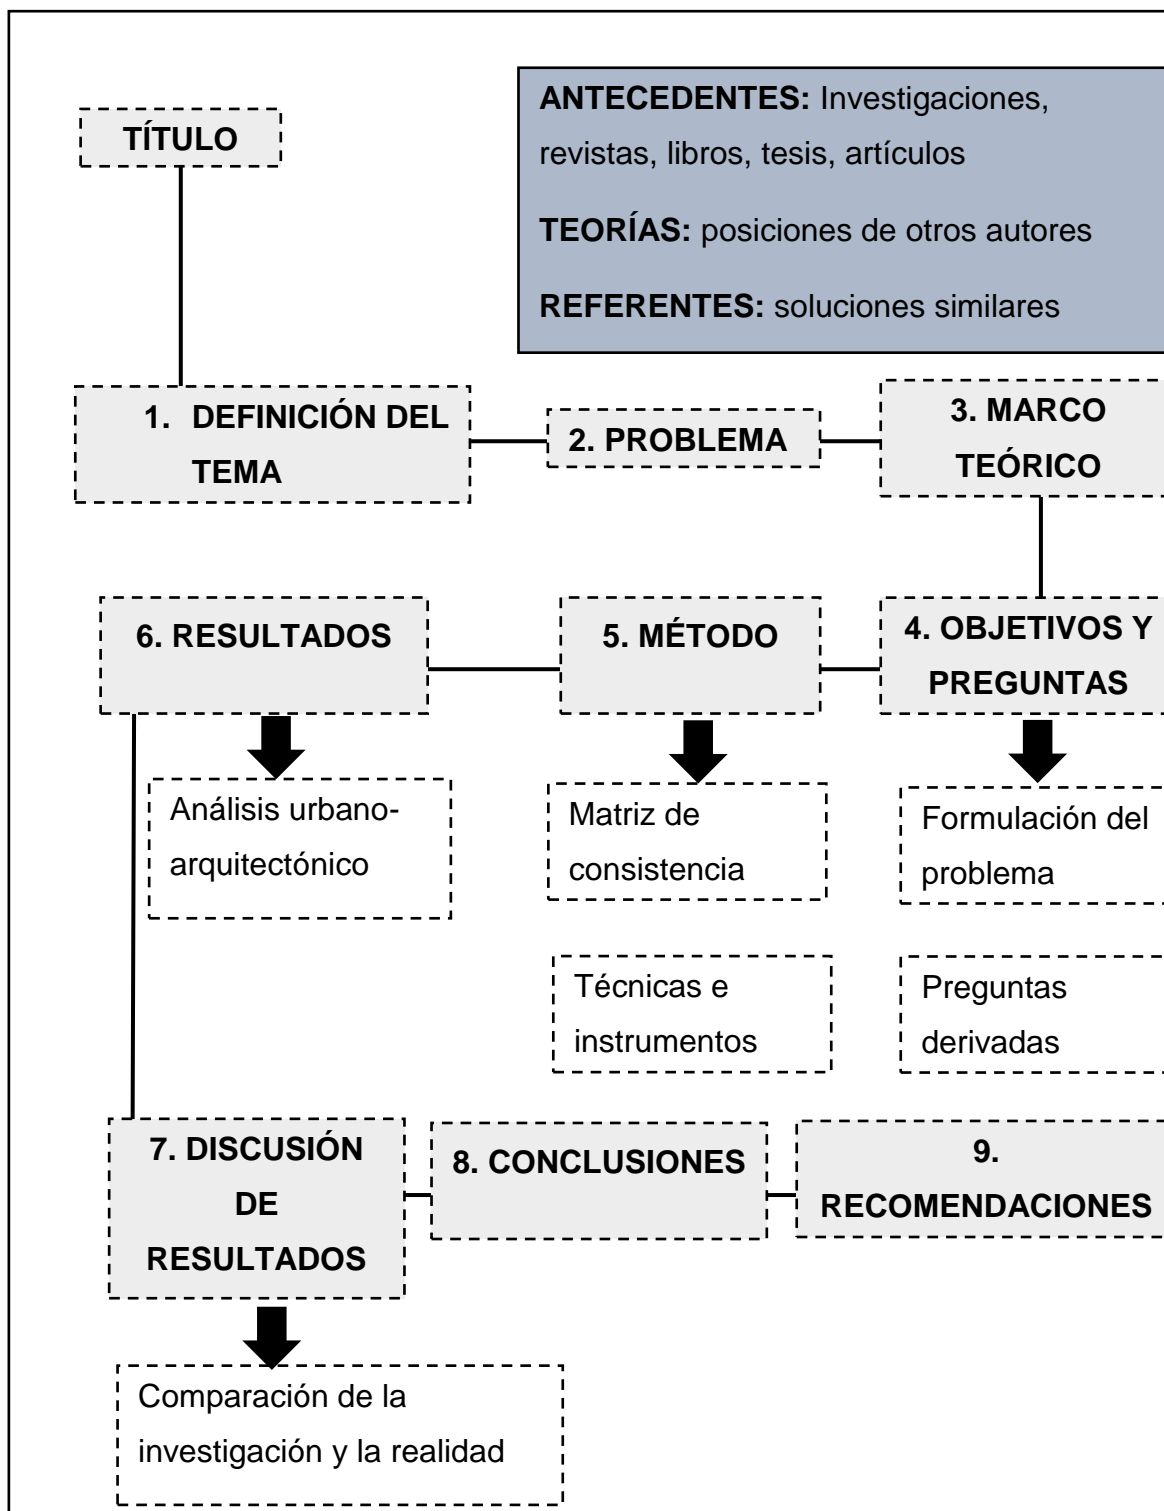 TÍTULO
ANTECEDENTES: Investigaciones,
revistas, libros, tesis, artículos
TEORÍAS: posiciones de otros autores
REFERENTES: soluciones similares
1. DEFINICIÓN DEL
TEMA
2. PROBLEMA
3. MARCO
TEÓRICO
6. RESULTADOS
5. MÉTODO
4. OBJETIVOS Y
PREGUNTAS
Análisis urbano-
arquitectónico
Matriz de
consistencia
Formulación del
problema
Técnicas e
instrumentos
Preguntas
derivadas
7. DISCUSIÓN
DE
RESULTADOS
8. CONCLUSIONES
9.
RECOMENDACIONES
Comparación de la
investigación y la realidad